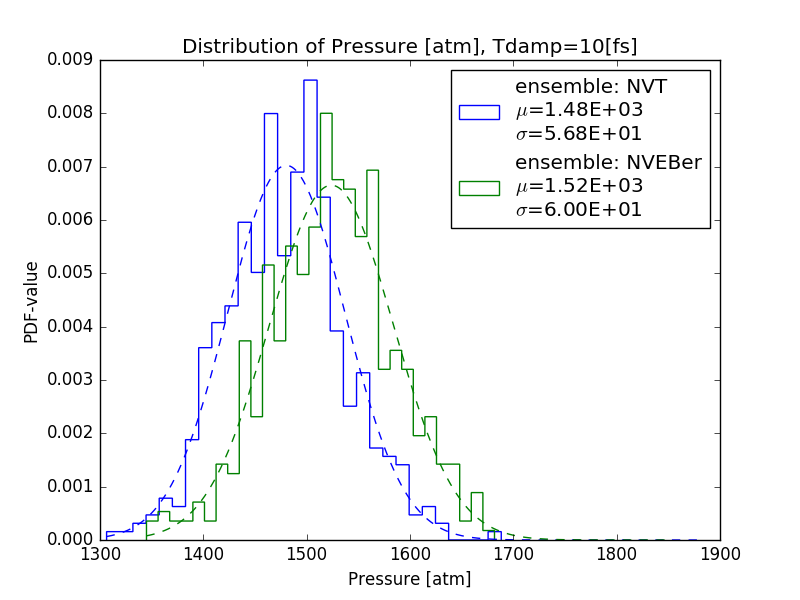 Distribution of Pressure [atm], Tdamp=10[fs]
ensemble: NVT
μ=1.48E+03
σ=5.68E+01
ensemble: NVEBer
μ=1.52E+03
σ=6.00E+01
0.009
0.008
0.007
0.006
0.005
0.004
0.003
0.002
0.001
0.000
PDF-value
1300 1400 1500 1600 1700 1800 1900
Pressure [atm]